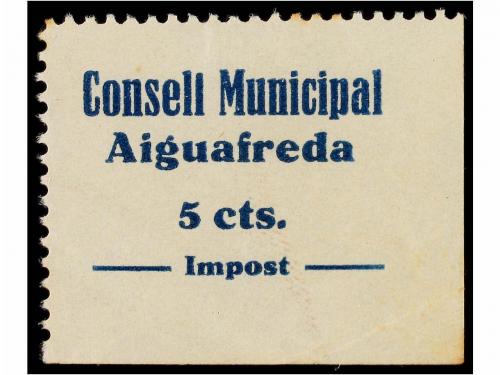 Consell Municipal
Aiguafreda
5 cts.
Impost